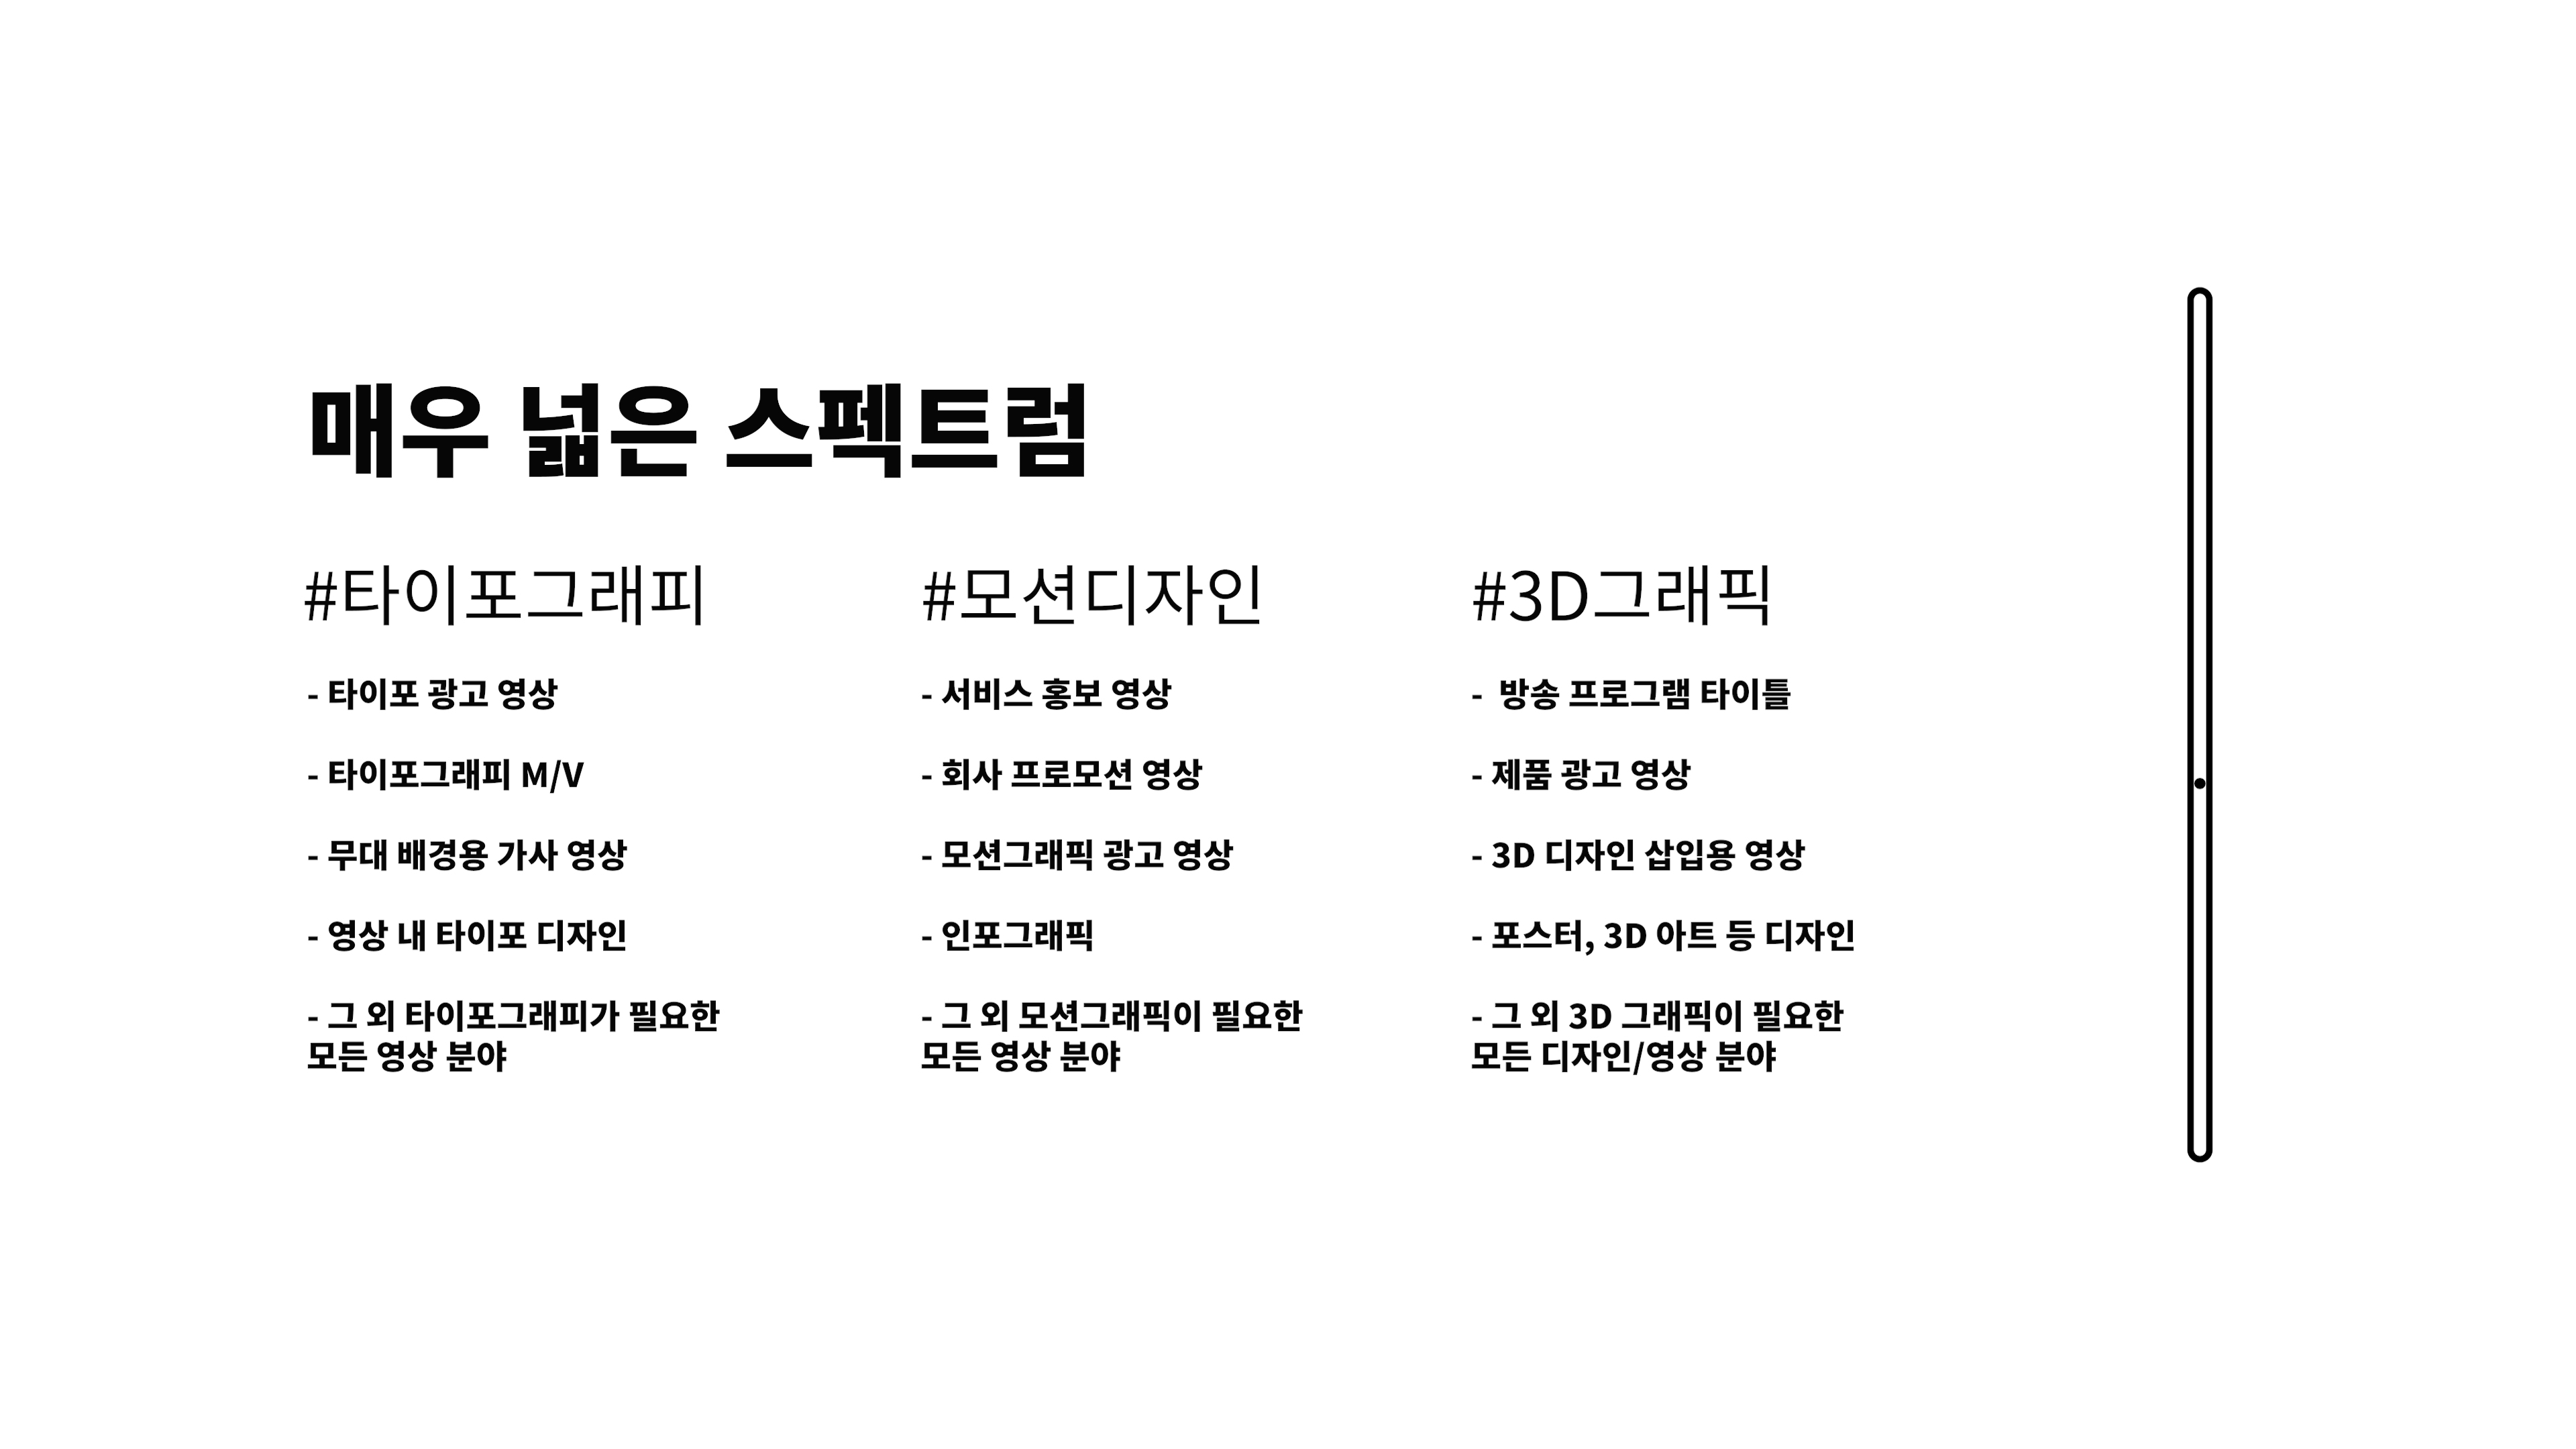 매우 넓은 스펙트럼
#타이포그래피
- 타이포 광고 영상
- 타이포그래피 M/V
- 무대 배경용 가사 영상
- 영상 내 타이포 디자인
- 그 외 타이포그래피가 필요한
모든 영상 분야
#모션디자인
- 서비스 홍보 영상
- 회사 프로모션 영상
- 모션그래픽 광고 영상
- 인포그래픽
- 그 외 모션그래픽이 필요한
모든 영상 분야
#3D그래픽
- 방송 프로그램 타이틀
- 제품 광고 영상
- 3D 디자인 삽입용 영상
- 포스터, 3D 아트 등 디자인
- 그 외 3D 그래픽이 필요한
모든 디자인/영상 분야